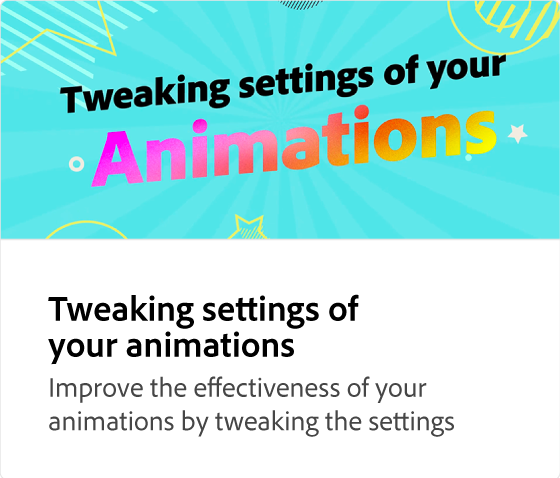 Tweaking settings of your
Animations
Tweaking settings of
your animations
Improve the effectiveness of your
animations by tweaking the settings